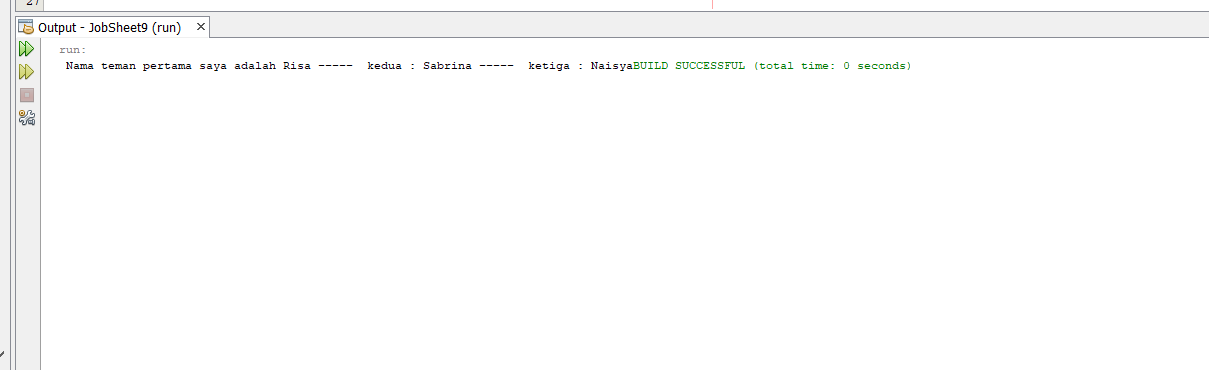 27
Output - JobSheet9 (run)
run:
Nama teman pertama saya adalah Risa -----  kedua : Sabrina -----  ketiga : NaisyaBUILD SUCCESSFUL (total time: 0 seconds)